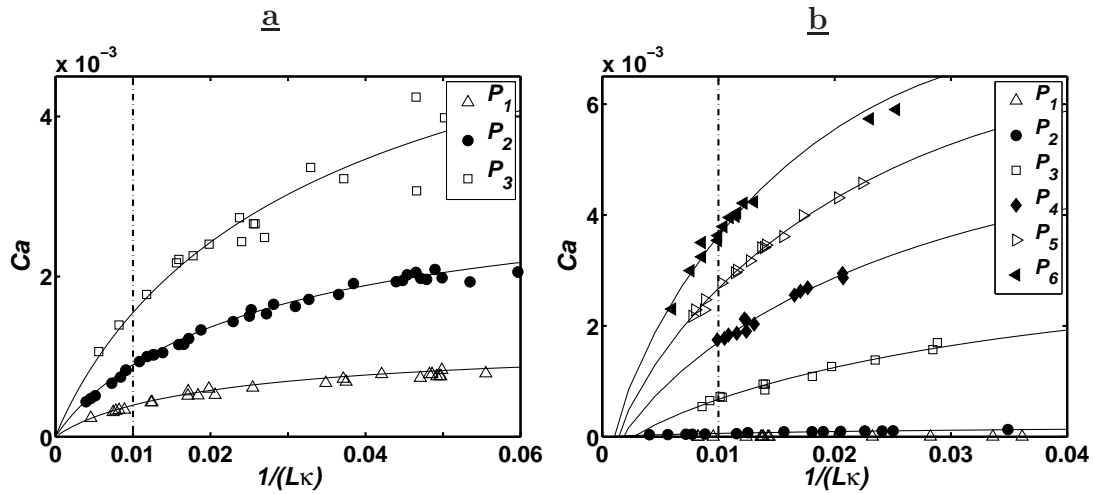 a b
x 10⁻³ x 10⁻³
4
2
0
Ca
0 0.01 0.02 0.04 0.06
1/(Lκ)
P₁
P₂
P₃
6
4
2
0
Ca
0 0.01 0.02 0.03 0.04
1/(Lκ)
P₁
P₂
P₃
P₄
P₅
P₆